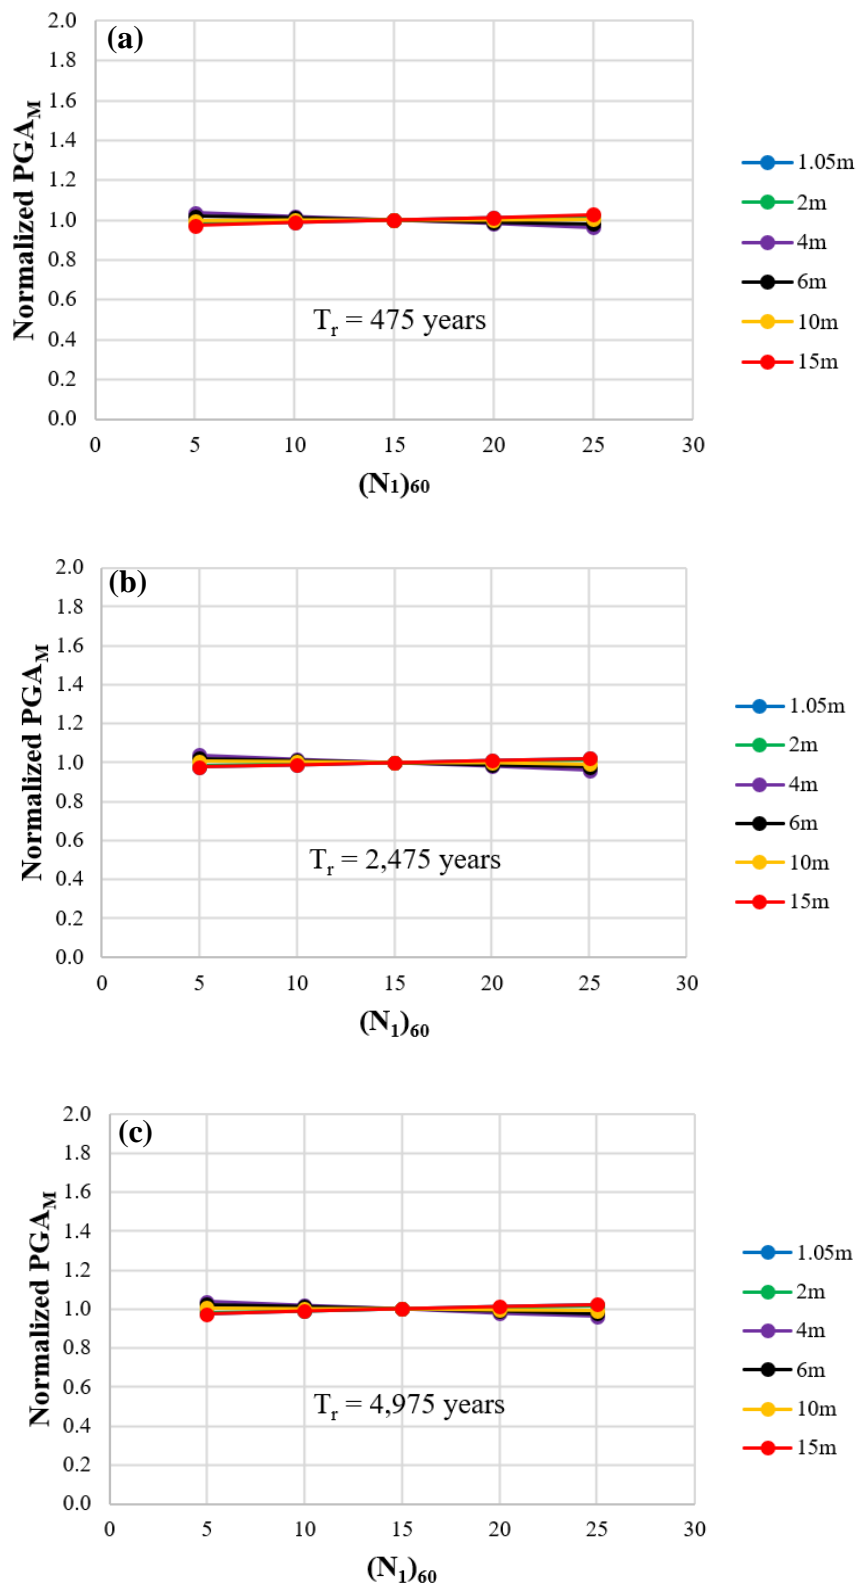 (a)
Normalized PGA_M
2.0
1.8
1.6
1.4
1.2
1.0
0.8
0.6
0.4
0.2
0.0
0 5 10 15 20 25 30
(N₁)₆₀
T_r = 475 years
1.05m
2m
4m
6m
10m
15m
(b)
Normalized PGA_M
2.0
1.8
1.6
1.4
1.2
1.0
0.8
0.6
0.4
0.2
0.0
0 5 10 15 20 25 30
(N₁)₆₀
T_r = 2,475 years
1.05m
2m
4m
6m
10m
15m
(c)
Normalized PGA_M
2.0
1.8
1.6
1.4
1.2
1.0
0.8
0.6
0.4
0.2
0.0
0 5 10 15 20 25 30
(N₁)₆₀
T_r = 4,975 years
1.05m
2m
4m
6m
10m
15m